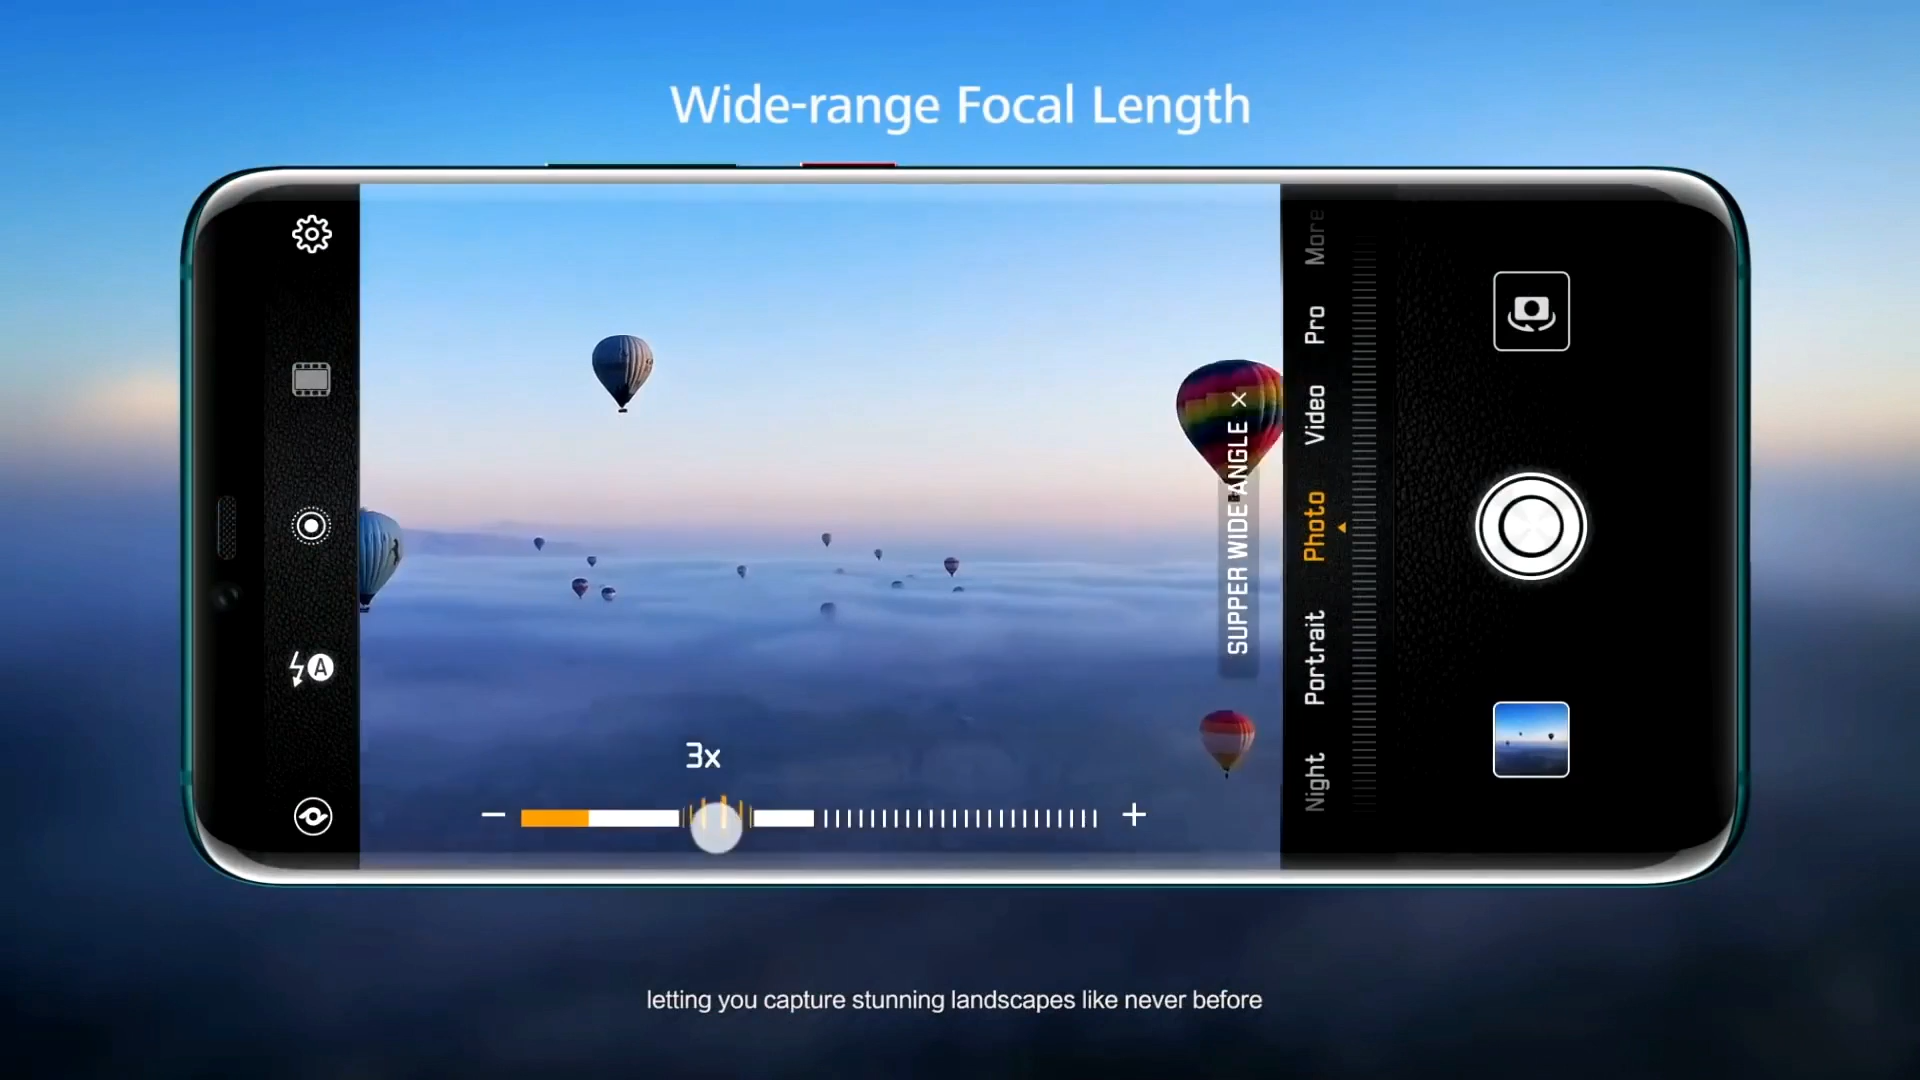 Wide-range Focal Length
More
Pro
Video
Photo
Portrait
Night
SUPPER WIDE ANGLE ×
A
3x
− +
letting you capture stunning landscapes like never before